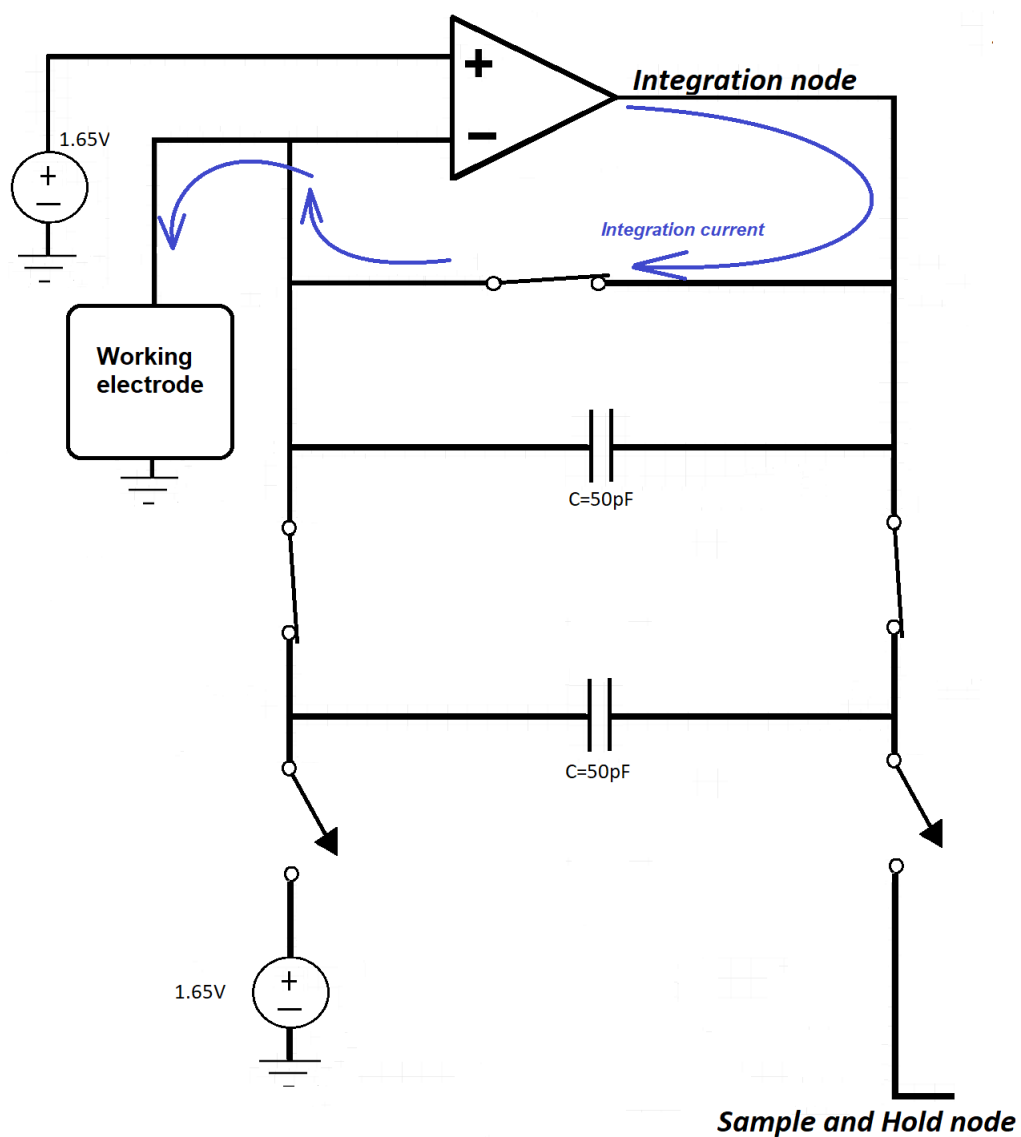 +
Integration node
1.65V
−
+
−
Integration current
Working
electrode
C=50pF
C=50pF
1.65V
+
−
Sample and Hold node